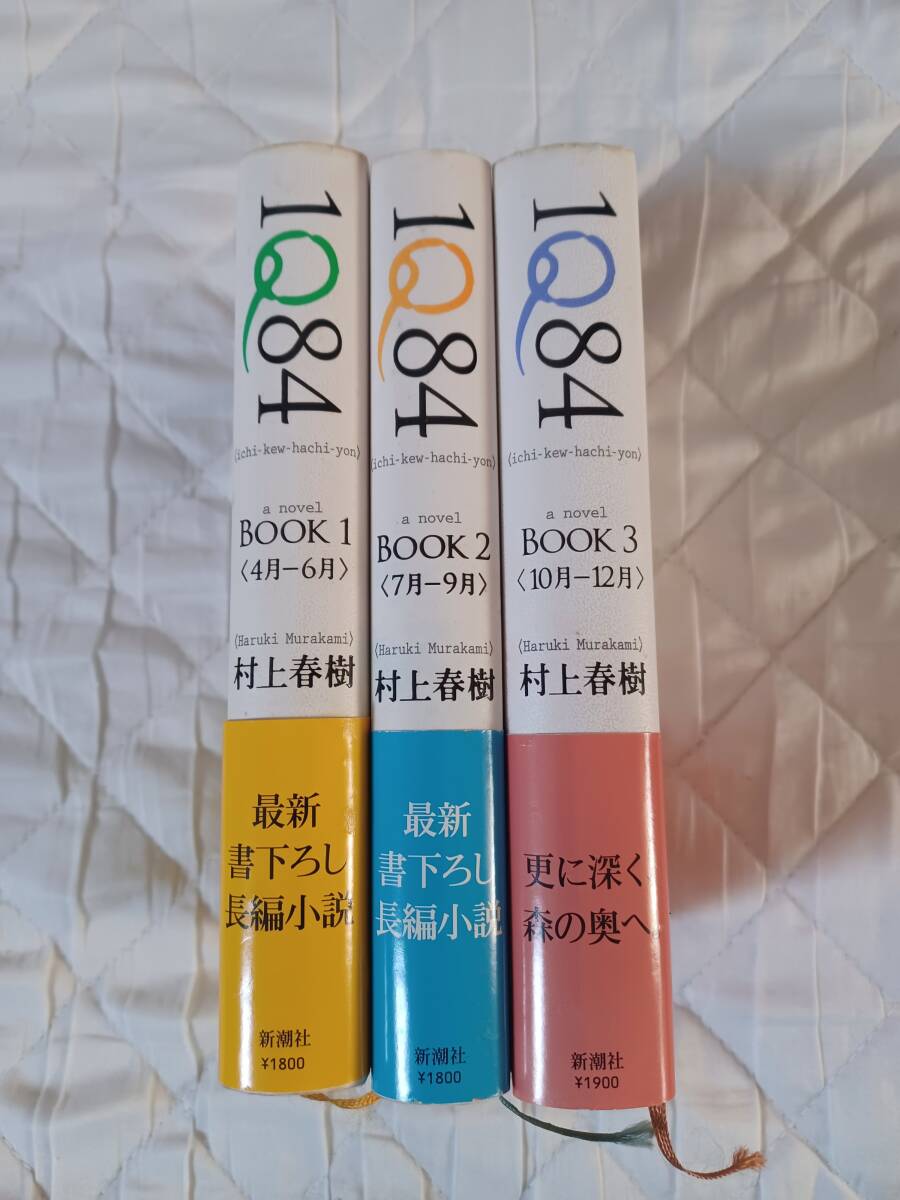 1Q84
〈ichi-kew-hachi-yon〉
a novel
BOOK 1
〈4月−6月〉
〈Haruki Murakami〉
村上春樹
最新
書下ろし
長編小説
新潮社
¥1800
1Q84
〈ichi-kew-hachi-yon〉
a novel
BOOK 2
〈7月−9月〉
〈Haruki Murakami〉
村上春樹
最新
書下ろし
長編小説
新潮社
¥1800
1Q84
〈ichi-kew-hachi-yon〉
a novel
BOOK 3
〈10月−12月〉
〈Haruki Murakami〉
村上春樹
更に深く
森の奥へ
新潮社
¥1900